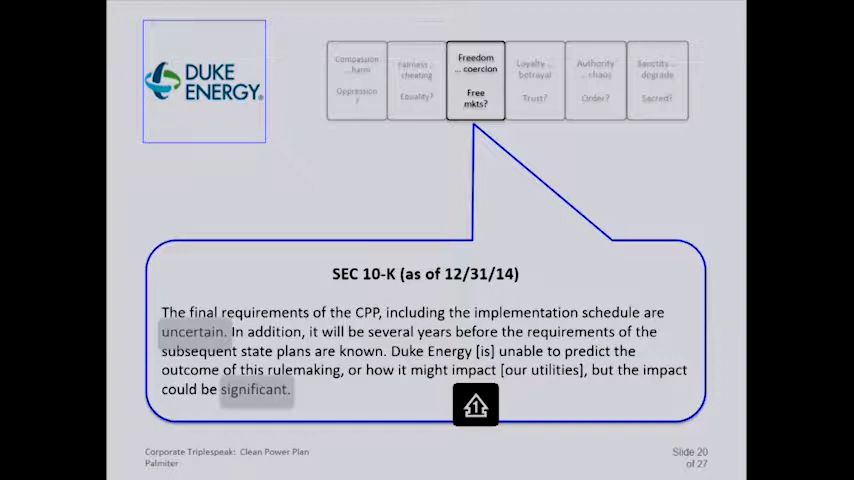 DUKE
ENERGY®
Compassion
...harm
Oppression
?
Fairness ...
cheating
Equality?
Freedom
... coercion
Free
mkts?
Loyalty ...
betrayal
Trust?
Authority
... chaos
Order?
Sanctity ...
degrade
Sacred?
SEC 10-K (as of 12/31/14)
The final requirements of the CPP, including the implementation schedule are
uncertain. In addition, it will be several years before the requirements of the
subsequent state plans are known. Duke Energy [is] unable to predict the
outcome of this rulemaking, or how it might impact [our utilities], but the impact
could be significant.
1
Corporate Triplespeak: Clean Power Plan
Palmiter
Slide 20
of 27